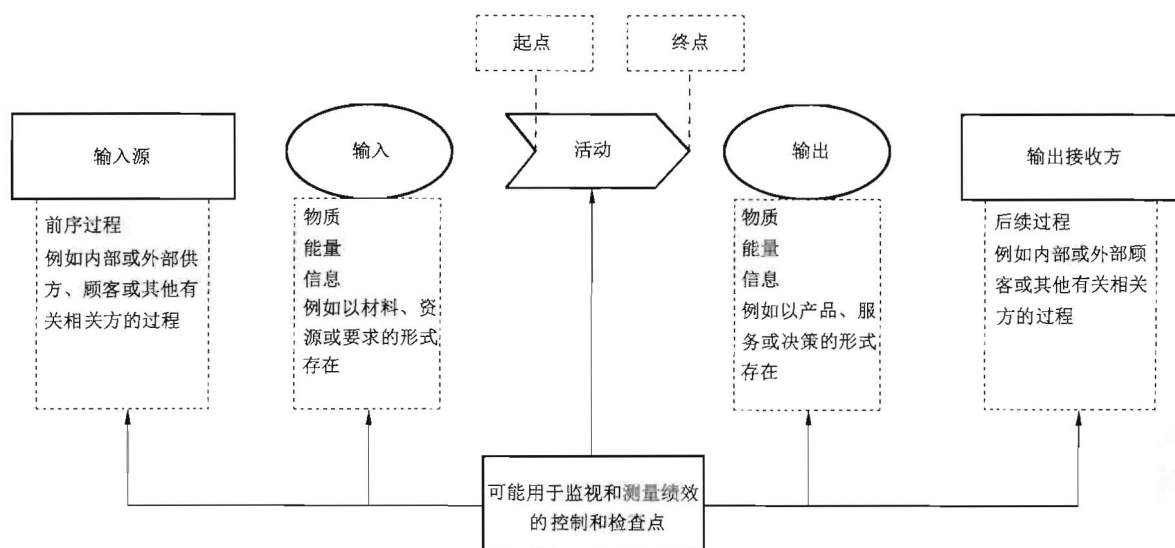 起点
终点
输入源
输入
活动
输出
输出接收方
前序过程
例如内部或外部供
方、顾客或其他有
关相关方的过程
物质
能量
信息
例如以材料、资
源或要求的形式
存在
物质
能量
信息
例如以产品、服
务或决策的形式
存在
后续过程
例如内部或外部顾
客或其他有关相关
方的过程
可能用于监视和测量绩效
的控制和检查点